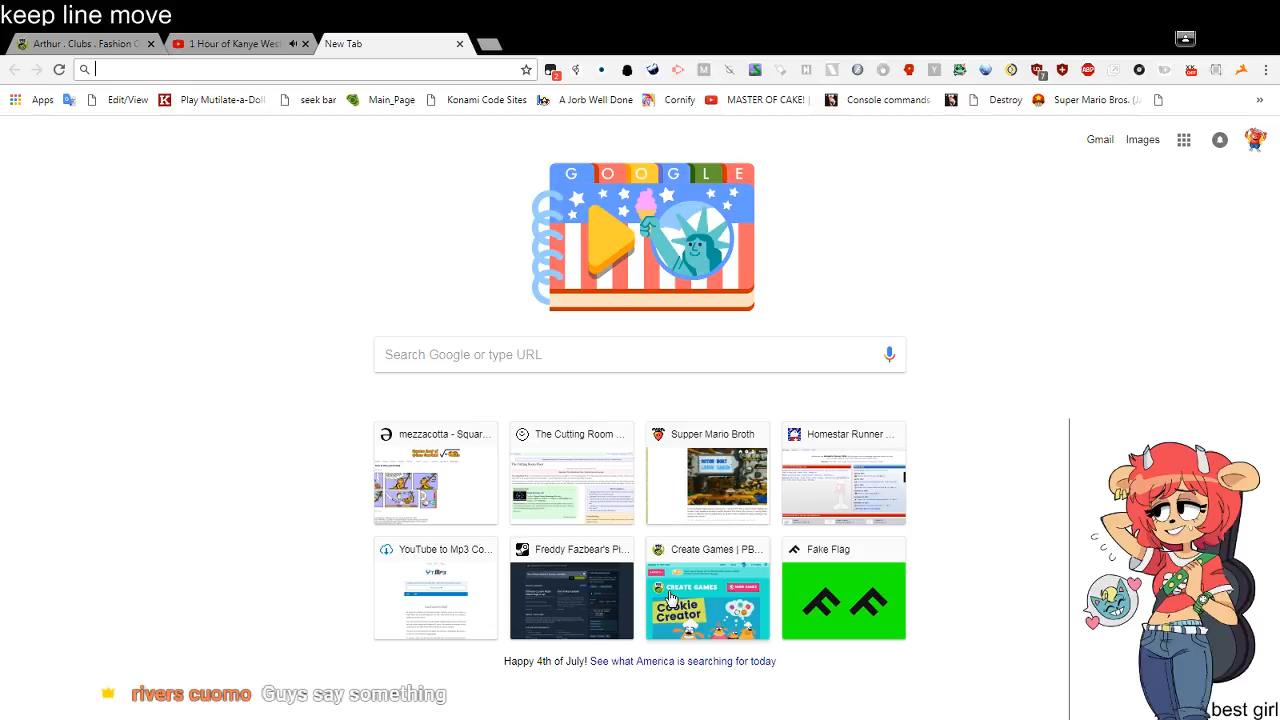 keep line move
Arthur . Clubs . Fashion C
1 Hour of Kanye West
New Tab
Apps
Edit/View
Play Mutilate-a-Doll
seek bar
Main_Page
Konami Code Sites
A Jorb Well Done
Cornify
MASTER OF CAKE! |
Console commands
Destroy
Super Mario Bros. (JA
»
Gmail
Images
GOOGLE
Search Google or type URL
mezzacotta - Squar...
The Cutting Room ...
Supper Mario Broth
Homestar Runner ...
YouTube to Mp3 Co...
Freddy Fazbear's Pi...
Create Games | PB...
Fake Flag
CREATE GAMES
Cookie
Creator
Happy 4th of July! See what America is searching for today
rivers cuomo Guys say something
best girl